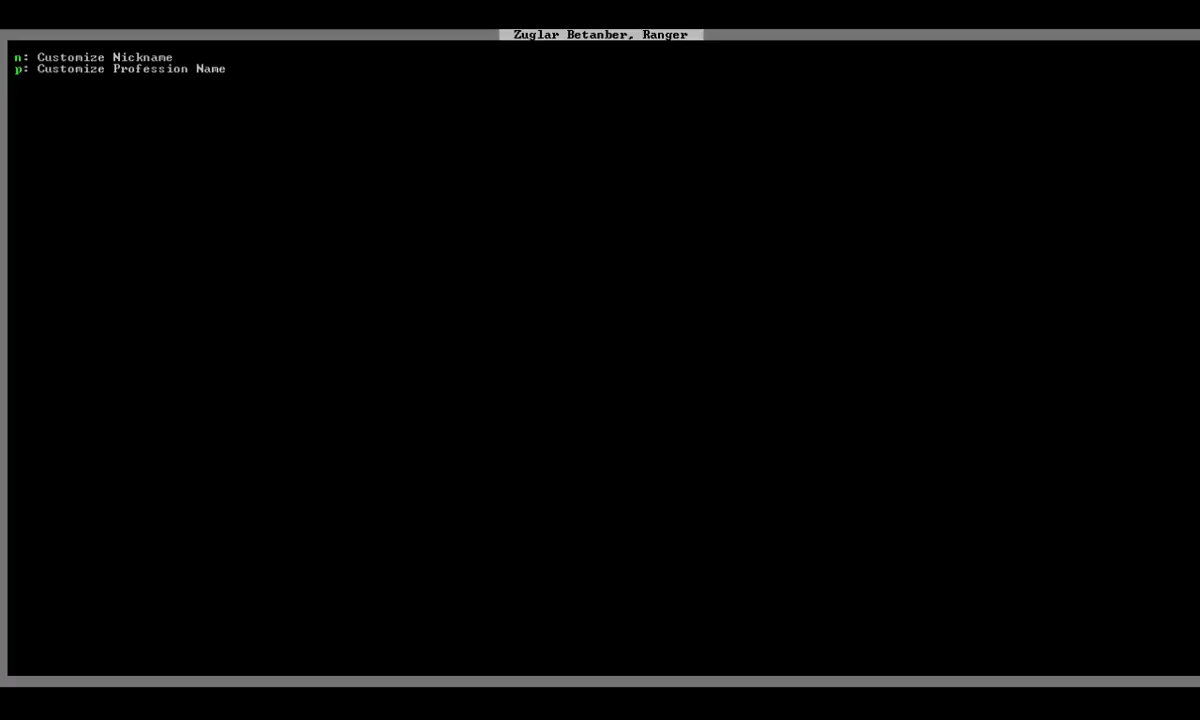 Zuglar Betanber, Ranger
n: Customize Nickname
p: Customize Profession Name